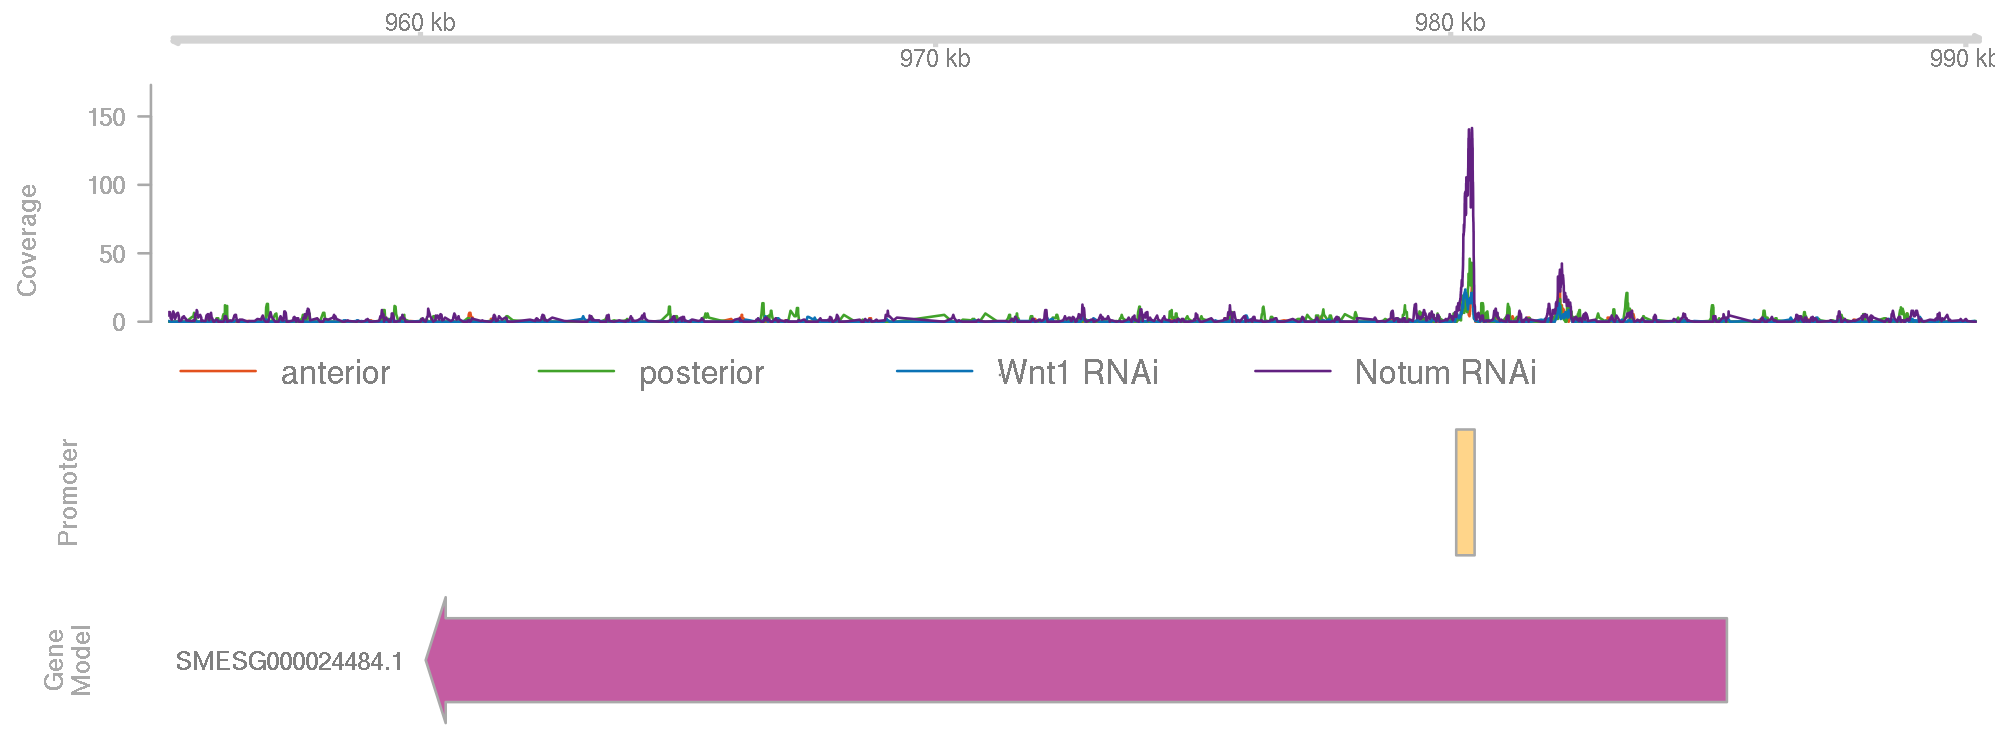 960 kb
980 kb
970 kb
990 kb
Coverage
150
100
50
0
anterior
posterior
Wnt1 RNAi
Notum RNAi
Promoter
Gene
Model
SMESG000024484.1